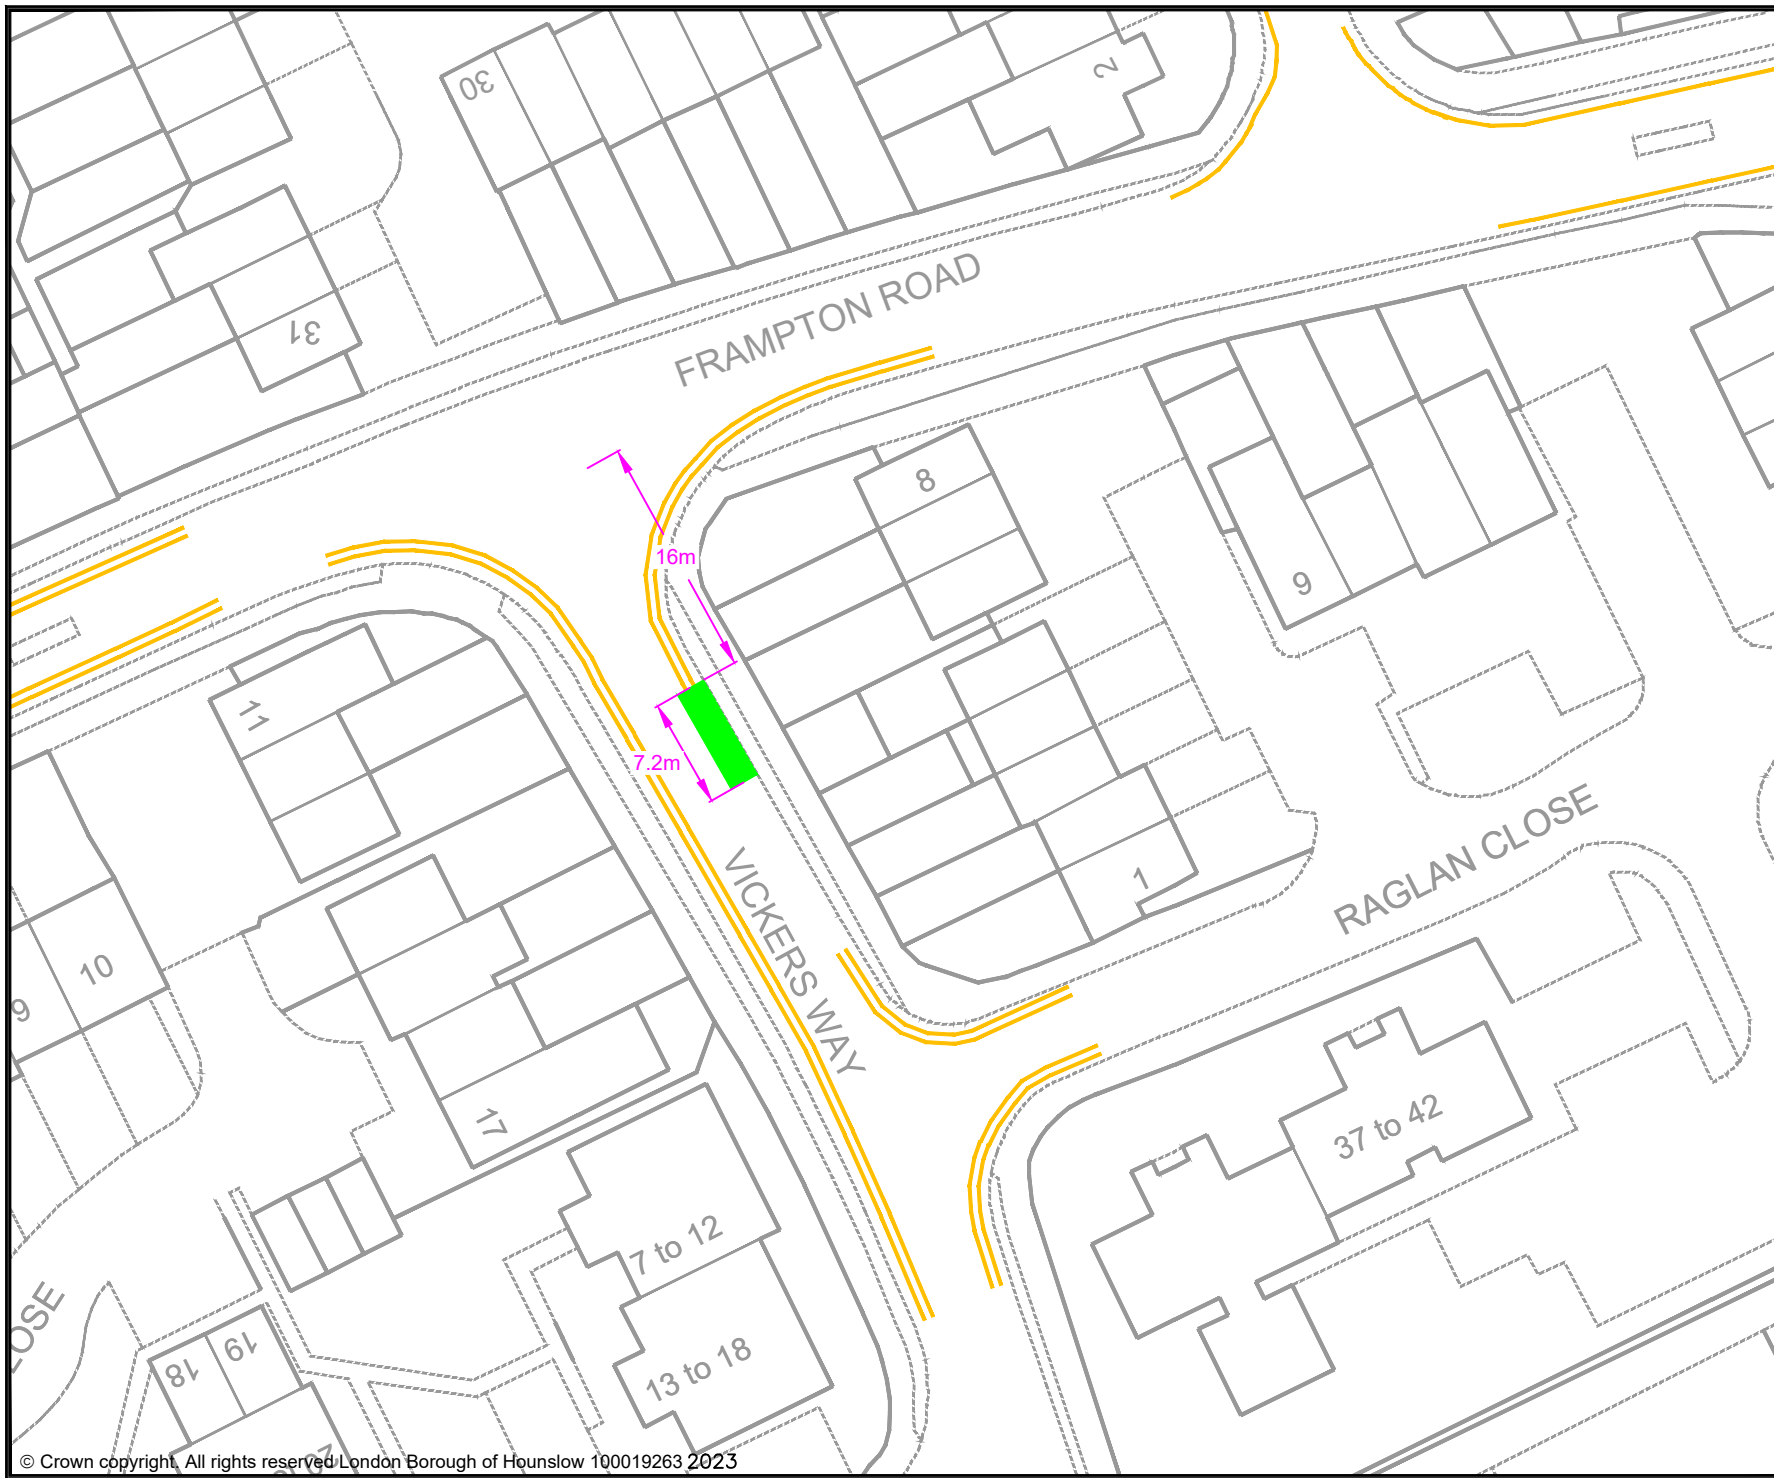 30
2
31
FRAMPTON ROAD
8
16m
9
11
7.2m
VICKERS WAY
1
RAGLAN CLOSE
10
9
17
37 to 42
7 to 12
13 to 18
19
18
20
© Crown copyright. All rights reserved London Borough of Hounslow 100019263 2023